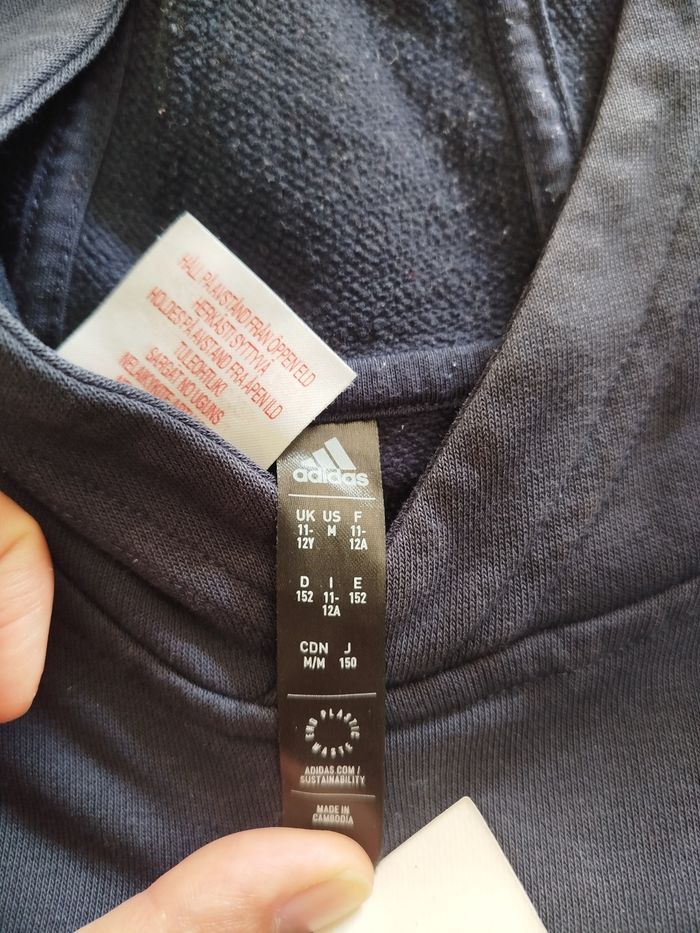 HÅLL PÅ AVSTÅND FRÅN ÖPPEN ELD
HERKÄSTI SYTTYVÄ
HOLDES PÅ AVSTAND FRA ÅPEN ILD
TULEOHTLIK!
SARGAT NO UGUNS
adidas
UK US F
11- M 11-
12Y 12A
D I E
152 11- 152
12A
CDN J
M/M 150
END PLASTIC WASTE
ADIDAS.COM/
SUSTAINABILITY
MADE IN
CAMBODIA